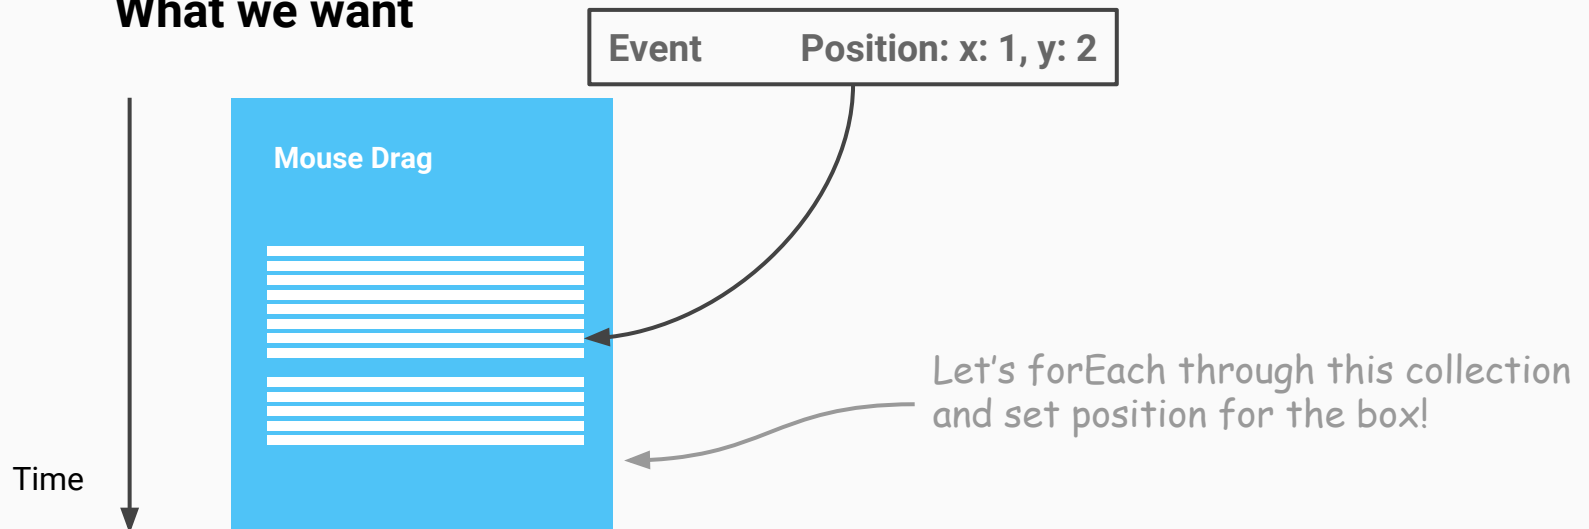 What we want
Event Position: x: 1, y: 2
Mouse Drag
Let's forEach through this collection
and set position for the box!
Time